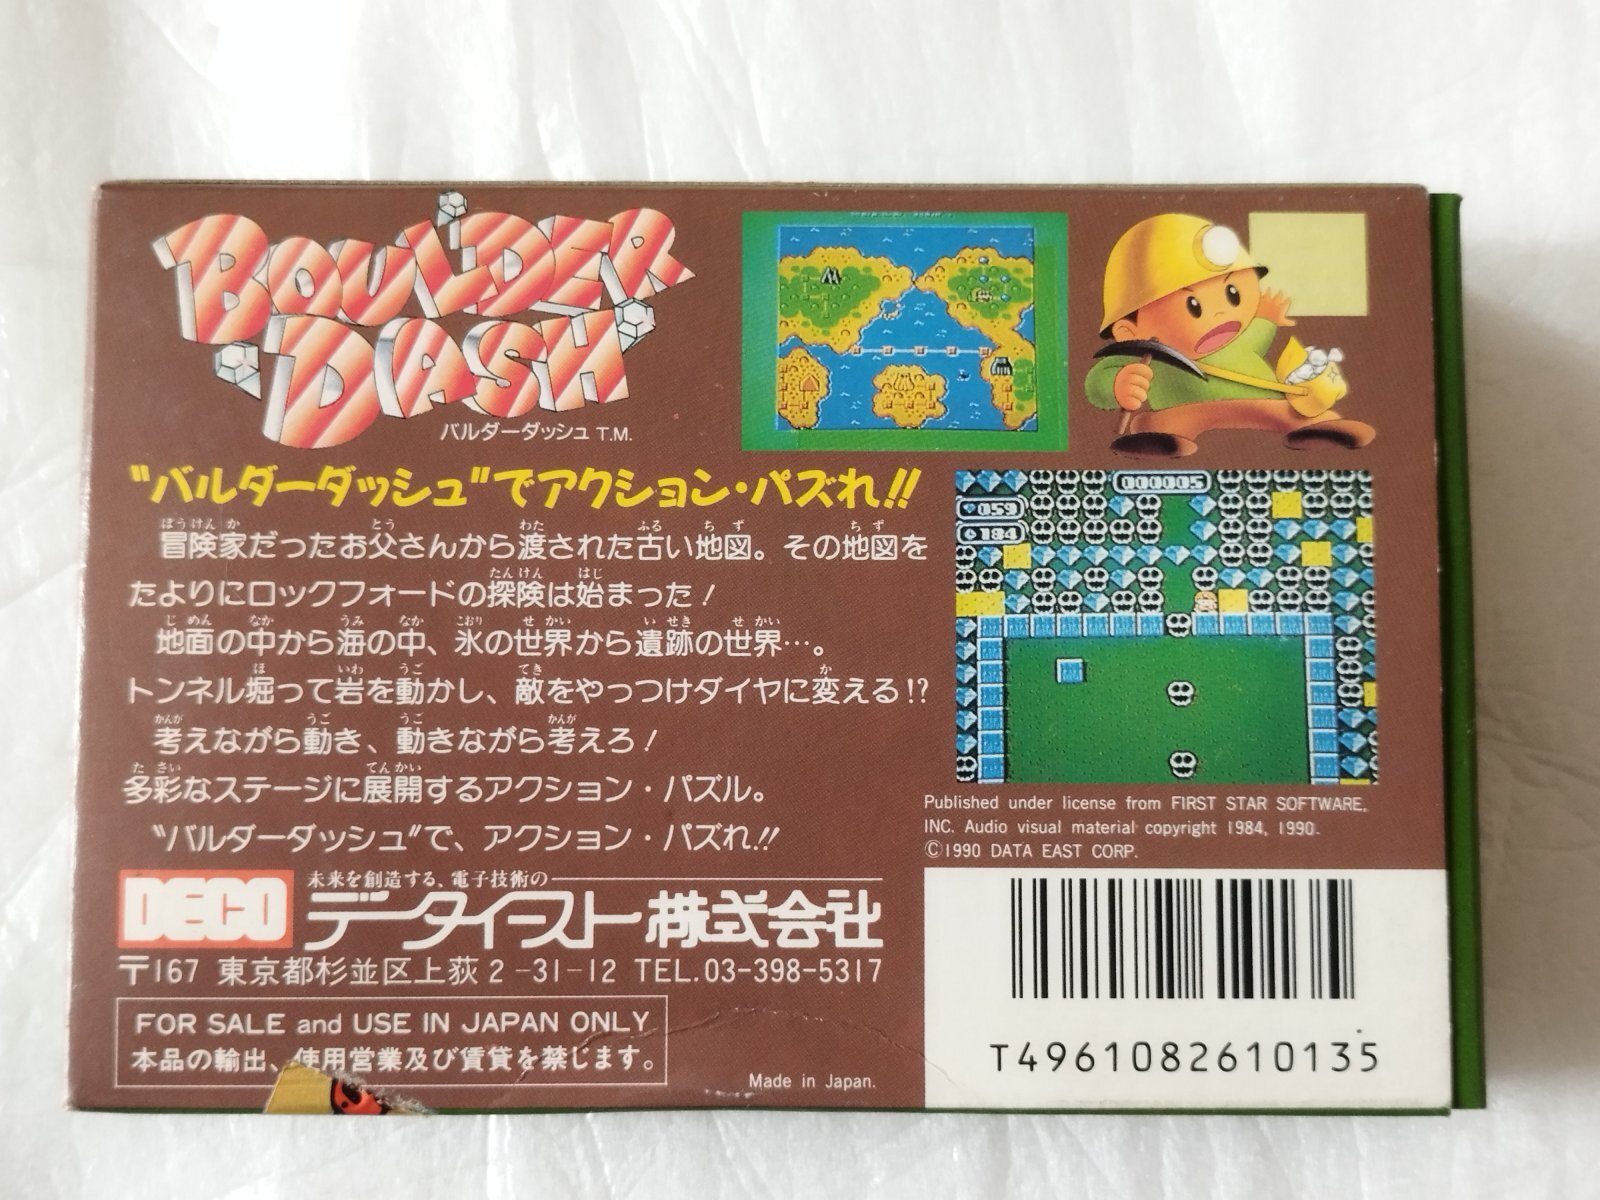 BOULDER
DASH
バルダーダッシュ T.M.
"バルダーダッシュ"でアクション・パズれ!!
冒険家だったお父さんから渡された古い地図。その地図を
たよりにロックフォードの探険は始まった！
地面の中から海の中、氷の世界から遺跡の世界…。
トンネル堀って岩を動かし、敵をやっつけダイヤに変える!?
考えながら動き、動きながら考えろ！
多彩なステージに展開するアクション・パズル。
"バルダーダッシュ"で、アクション・パズれ!!
000005
059
184
Published under license from FIRST STAR SOFTWARE,
INC. Audio visual material copyright 1984, 1990.
©1990 DATA EAST CORP.
DECO
未来を創造する、電子技術の
データイースト株式会社
〒167 東京都杉並区上荻2-31-12 TEL.03-398-5317
FOR SALE and USE IN JAPAN ONLY
本品の輸出、使用営業及び賃貸を禁じます。
Made in Japan.
T4961082610135